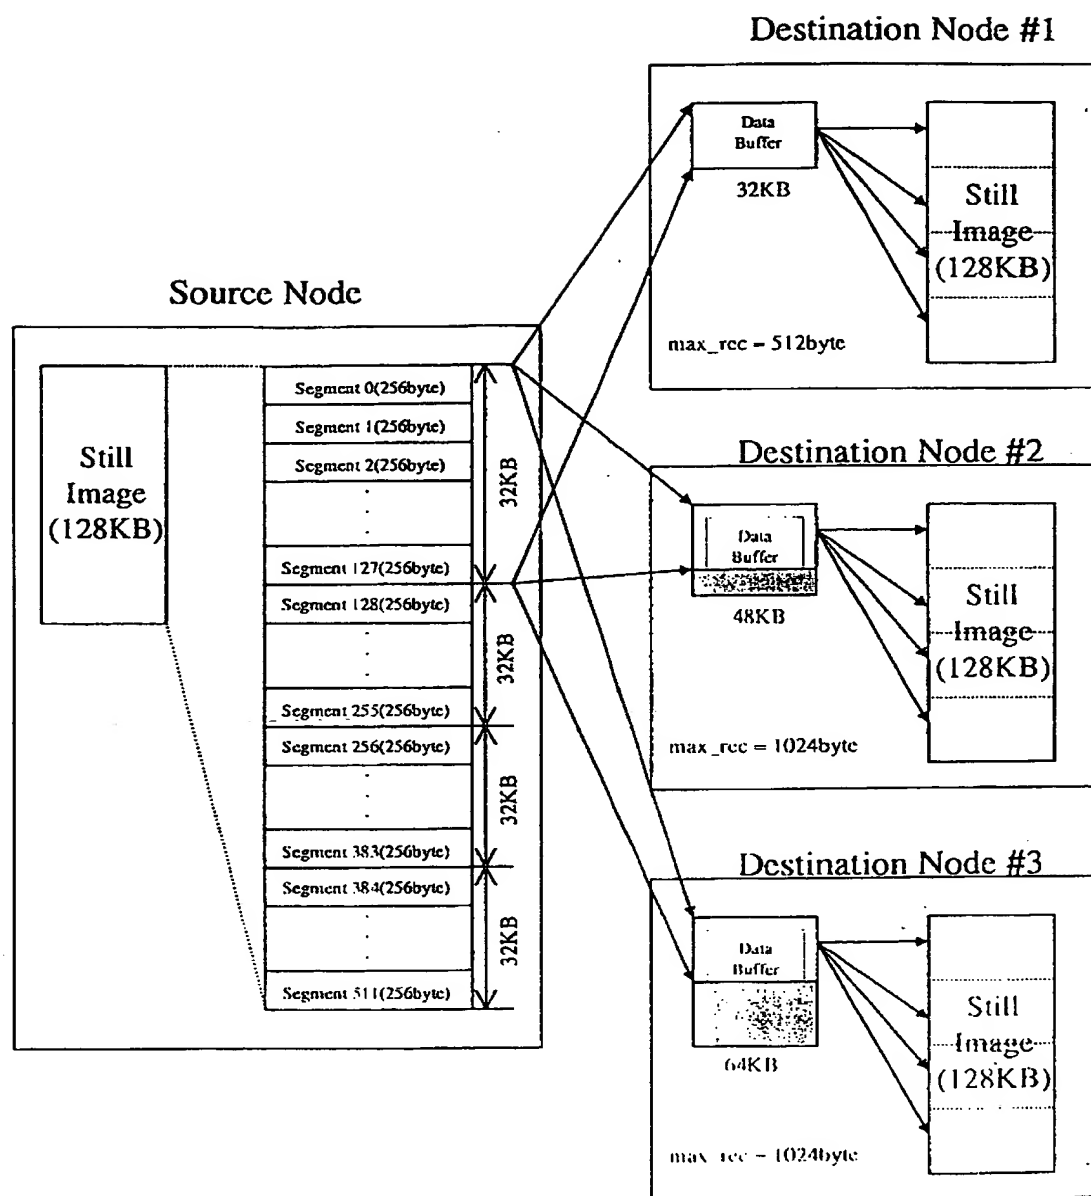 Destination Node #1
Data
Buffer
32KB
Still
Image
(128KB)
max_rec = 512byte
Source Node
Still
Image
(128KB)
Segment 0(256byte)
Segment 1(256byte)
Segment 2(256byte)
Segment 127(256byte)
Segment 128(256byte)
Segment 255(256byte)
Segment 256(256byte)
Segment 383(256byte)
Segment 384(256byte)
Segment 511(256byte)
32KB
32KB
32KB
32KB
Destination Node #2
Data
Buffer
48KB
Still
Image
(128KB)
max_rec = 1024byte
Destination Node #3
Data
Buffer
64KB
Still
Image
(128KB)
max_rec = 1024byte